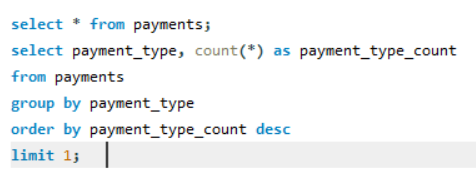 select * from payments;
select payment_type, count(*) as payment_type_count
from payments
group by payment_type
order by payment_type_count desc
limit 1;